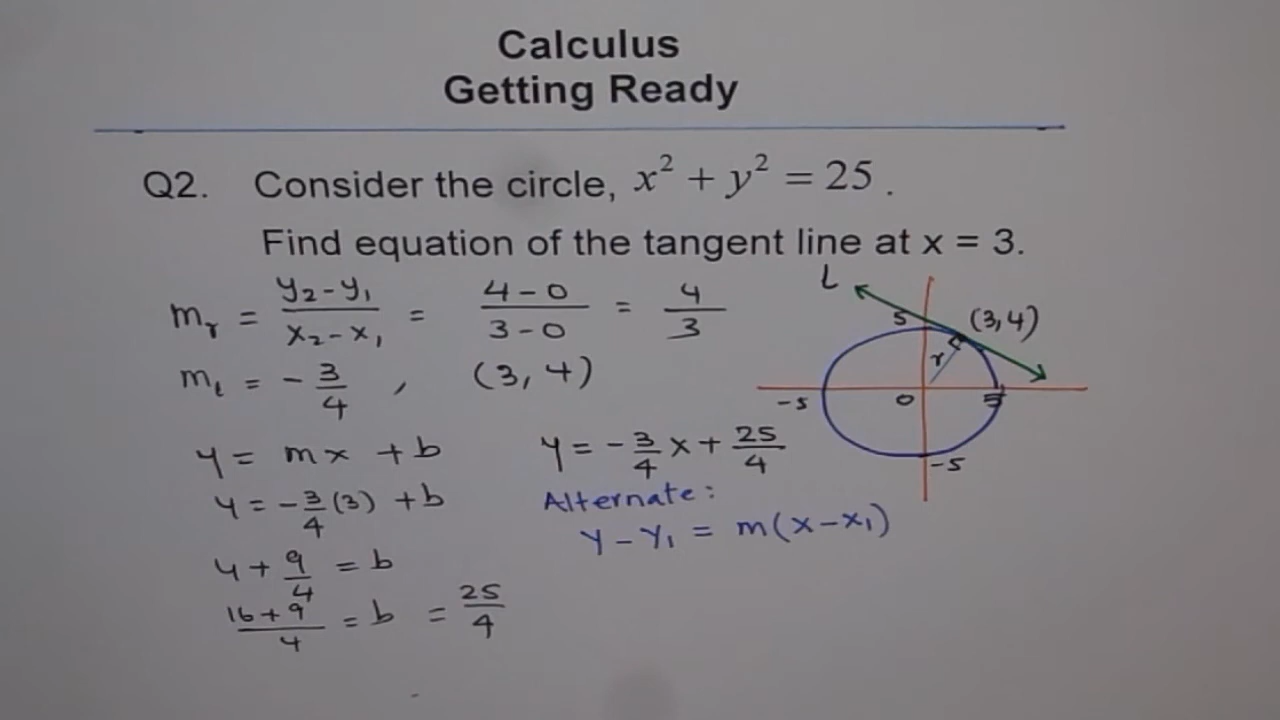 Calculus
Getting Ready
Q2. Consider the circle, x² + y² = 25 .
Find equation of the tangent line at x = 3.
m_r = (y₂ - y₁)/(x₂ - x₁) = (4 - 0)/(3 - 0) = 4/3
m_t = - 3/4 , (3, 4)
y = mx + b
4 = - 3/4 (3) + b
4 + 9/4 = b
(16 + 9)/4 = b = 25/4
y = - 3/4 x + 25/4
Alternate:
y - y₁ = m(x - x₁)
L
5
(3, 4)
r
-5
0
5
-5